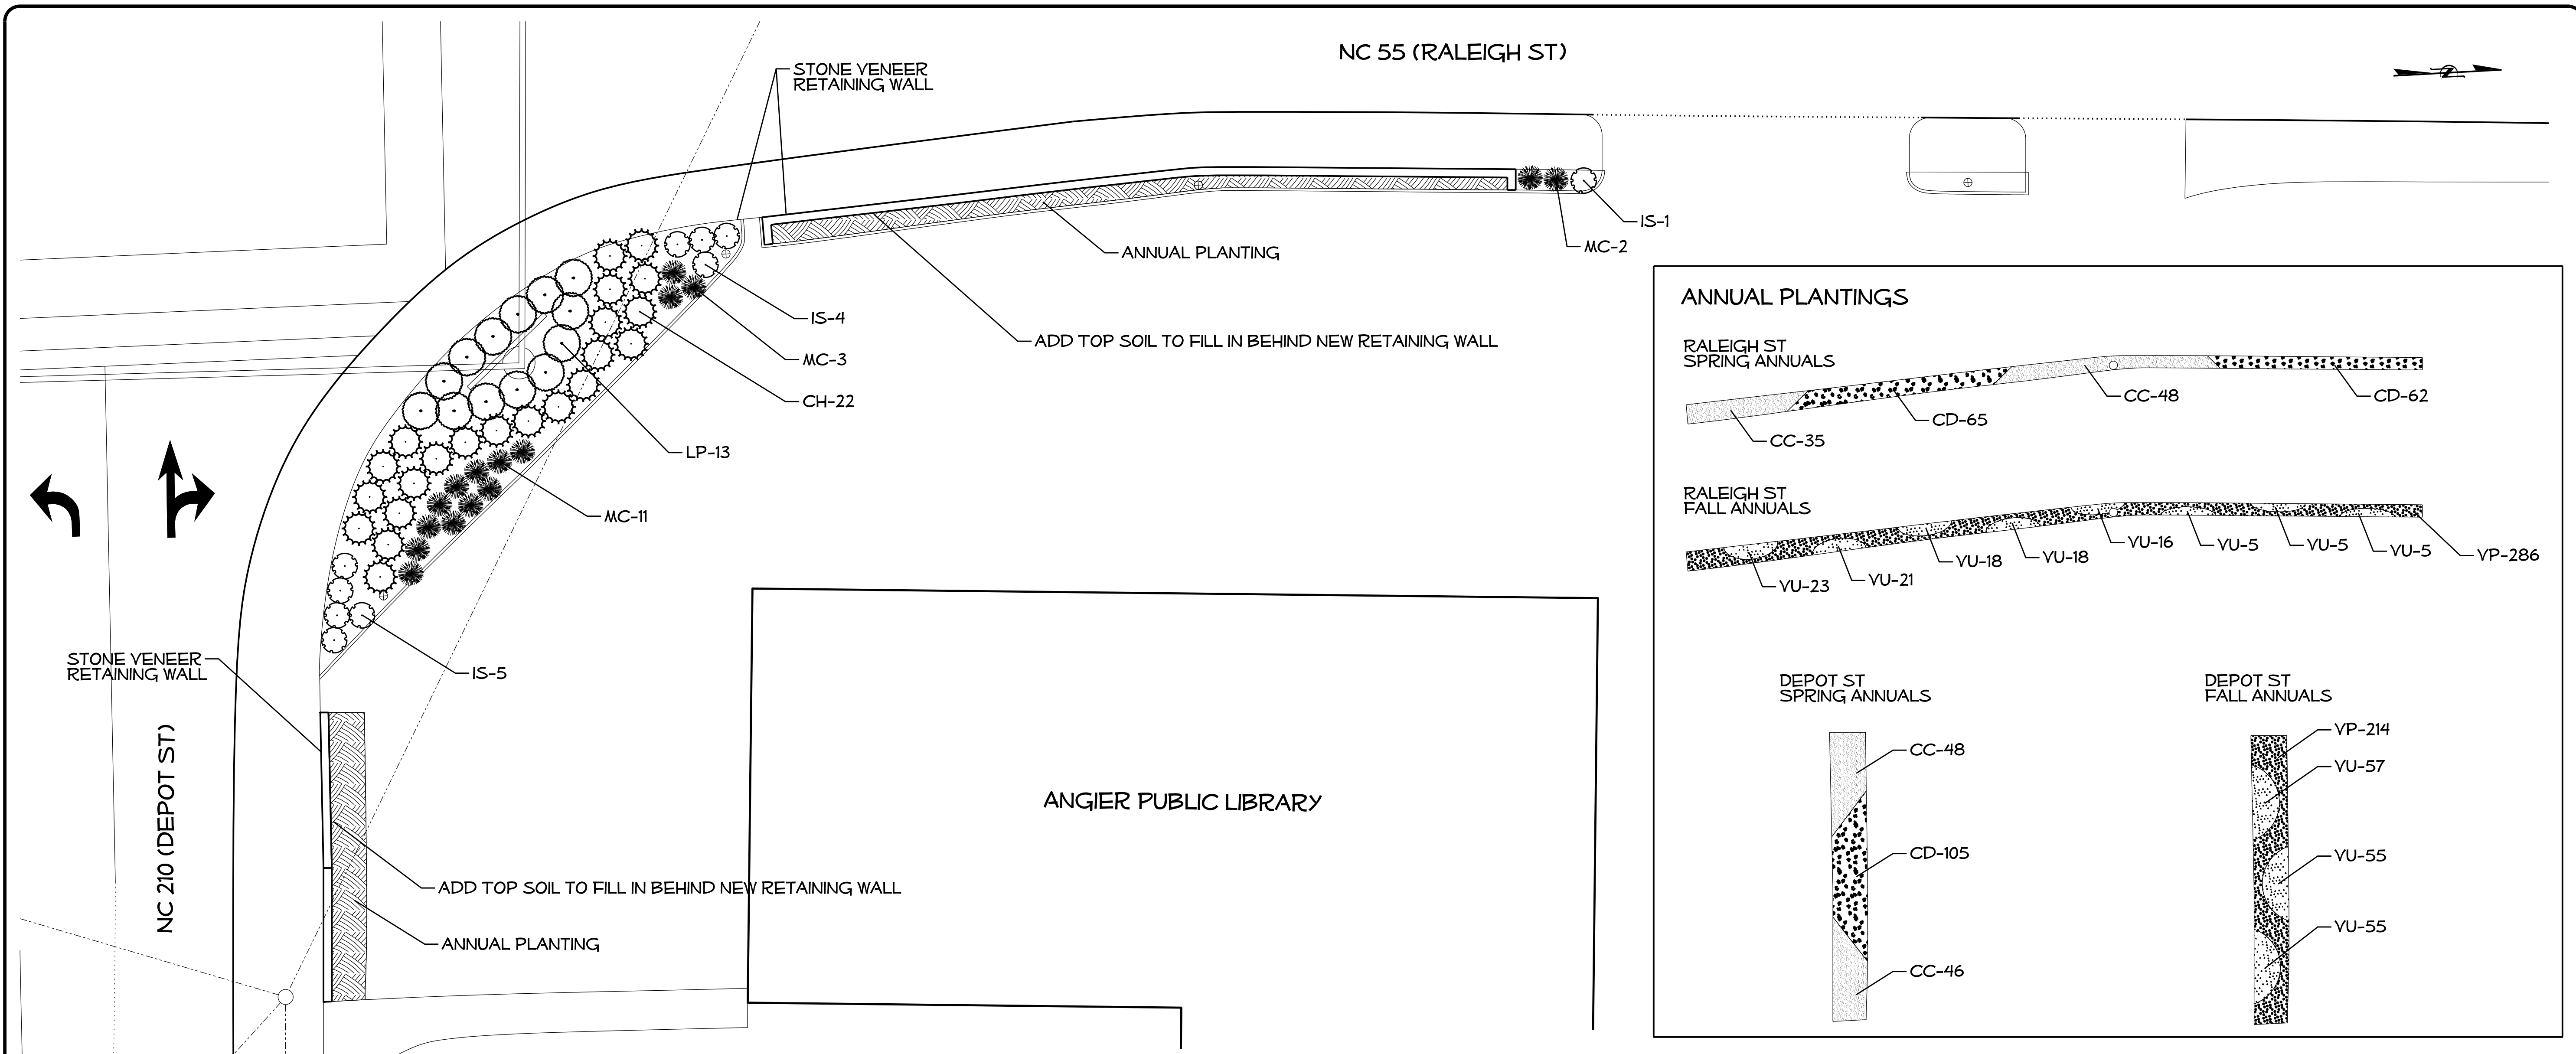 NC 55 (RALEIGH ST)
Z
STONE VENEER
RETAINING WALL
IS-1
MC-2
ANNUAL PLANTING
IS-4
ADD TOP SOIL TO FILL IN BEHIND NEW RETAINING WALL
MC-3
CH-22
LP-13
MC-11
STONE VENEER
RETAINING WALL
IS-5
NC 210 (DEPOT ST)
ADD TOP SOIL TO FILL IN BEHIND NEW RETAINING WALL
ANNUAL PLANTING
ANGIER PUBLIC LIBRARY
ANNUAL PLANTINGS
RALEIGH ST
SPRING ANNUALS
CC-35
CD-65
CC-48
CD-62
RALEIGH ST
FALL ANNUALS
VU-23
VU-21
VU-18
VU-18
VU-16
VU-5
VU-5
VU-5
VP-286
DEPOT ST
SPRING ANNUALS
CC-48
CD-105
CC-46
DEPOT ST
FALL ANNUALS
VP-214
VU-57
VU-55
VU-55